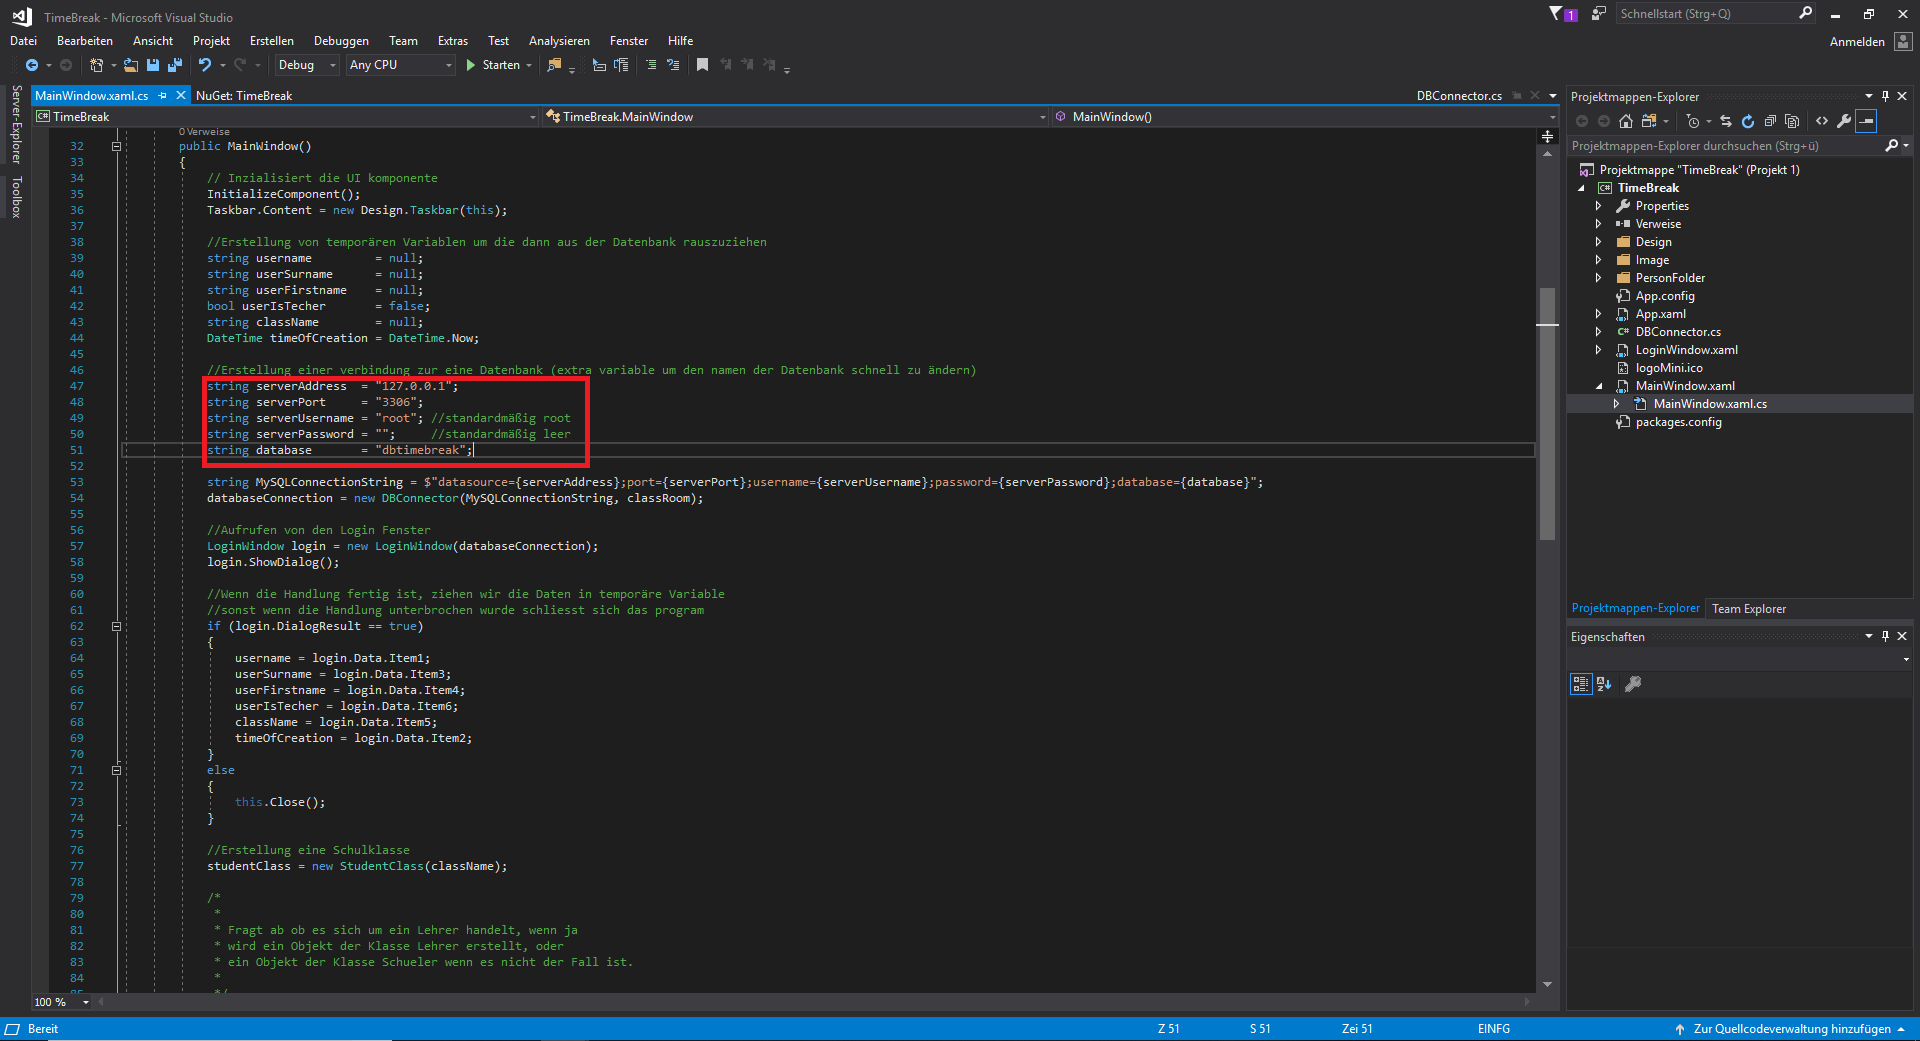 TimeBreak - Microsoft Visual Studio
1
Schnellstart (Strg+Q)
Datei Bearbeiten Ansicht Projekt Erstellen Debuggen Team Extras Test Analysieren Fenster Hilfe
Anmelden
Debug Any CPU Starten
Server-Explorer
Toolbox
MainWindow.xaml.cs NuGet: TimeBreak DBConnector.cs
TimeBreak TimeBreak.MainWindow MainWindow()
0 Verweise
32 public MainWindow()
33 {
34 // Inzialisiert die UI komponente
35 InitializeComponent();
36 Taskbar.Content = new Design.Taskbar(this);
37
38 //Erstellung von temporären Variablen um die dann aus der Datenbank rauszuziehen
39 string username = null;
40 string userSurname = null;
41 string userFirstname = null;
42 bool userIsTecher = false;
43 string className = null;
44 DateTime timeOfCreation = DateTime.Now;
45
46 //Erstellung einer verbindung zur eine Datenbank (extra variable um den namen der Datenbank schnell zu ändern)
47 string serverAddress = "127.0.0.1";
48 string serverPort = "3306";
49 string serverUsername = "root"; //standardmäßig root
50 string serverPassword = ""; //standardmäßig leer
51 string database = "dbtimebreak";
52
53 string MySQLConnectionString = $"datasource={serverAddress};port={serverPort};username={serverUsername};password={serverPassword};database={database}";
54 databaseConnection = new DBConnector(MySQLConnectionString, classRoom);
55
56 //Aufrufen von den Login Fenster
57 LoginWindow login = new LoginWindow(databaseConnection);
58 login.ShowDialog();
59
60 //Wenn die Handlung fertig ist, ziehen wir die Daten in temporäre Variable
61 //sonst wenn die Handlung unterbrochen wurde schliesst sich das program
62 if (login.DialogResult == true)
63 {
64 username = login.Data.Item1;
65 userSurname = login.Data.Item3;
66 userFirstname = login.Data.Item4;
67 userIsTecher = login.Data.Item6;
68 className = login.Data.Item5;
69 timeOfCreation = login.Data.Item2;
70 }
71 else
72 {
73 this.Close();
74 }
75
76 //Erstellung eine Schulklasse
77 studentClass = new StudentClass(className);
78
79 /*
80 *
81 * Fragt ab ob es sich um ein Lehrer handelt, wenn ja
82 * wird ein Objekt der Klasse Lehrer erstellt, oder
83 * ein Objekt der Klasse Schueler wenn es nicht der Fall ist.
84 *
85 */
100 %
Projektmappen-Explorer
Projektmappen-Explorer durchsuchen (Strg+ü)
Projektmappe "TimeBreak" (Projekt 1)
TimeBreak
Properties
Verweise
Design
Image
PersonFolder
App.config
App.xaml
DBConnector.cs
LoginWindow.xaml
logoMini.ico
MainWindow.xaml
MainWindow.xaml.cs
packages.config
Projektmappen-Explorer Team Explorer
Eigenschaften
Bereit Z 51 S 51 Zei 51 EINFG Zur Quellcodeverwaltung hinzufügen